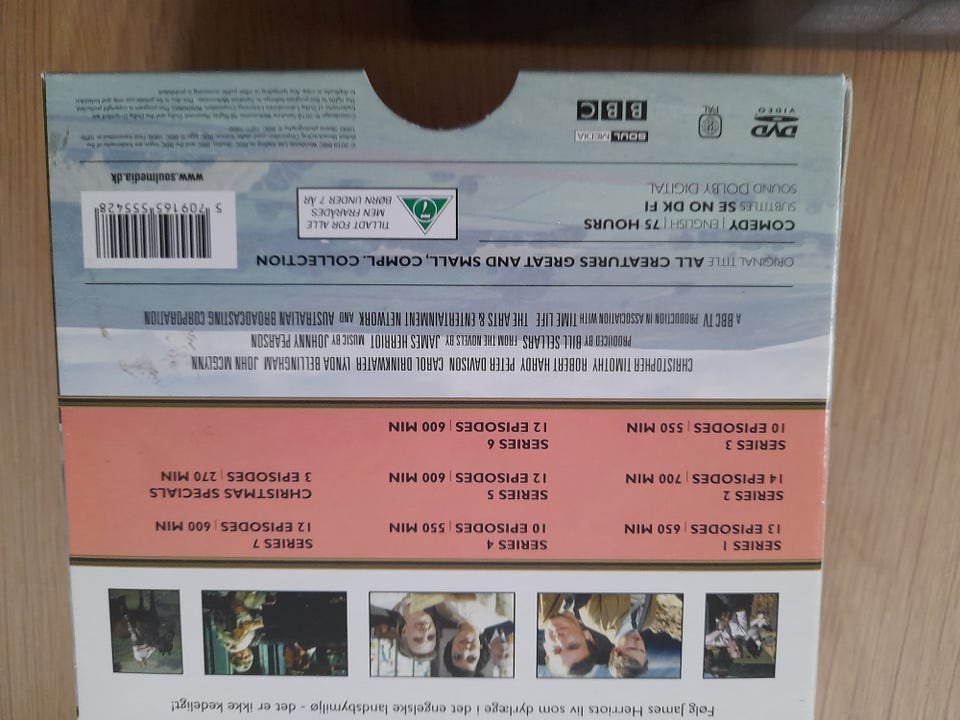 Følg James Herriots liv som dyrlæge i det engelske landsbymiljø - det er ikke kedeligt!
SERIES 1
13 EPISODES | 650 MIN
SERIES 2
14 EPISODES | 700 MIN
SERIES 3
10 EPISODES | 550 MIN
SERIES 4
10 EPISODES | 550 MIN
SERIES 5
12 EPISODES | 600 MIN
SERIES 6
12 EPISODES | 600 MIN
SERIES 7
12 EPISODES | 600 MIN
CHRISTMAS SPECIALS
3 EPISODES | 270 MIN
CHRISTOPHER TIMOTHY ROBERT HARDY PETER DAVISON CAROL DRINKWATER LYNDA BELLINGHAM JOHN MCGLYNN
PRODUCED BY BILL SELLARS FROM THE NOVELS BY JAMES HERRIOT MUSIC BY JOHNNY PEARSON
A BBC TV PRODUCTION IN ASSOCIATION WITH TIME LIFE THE ARTS & ENTERTAINMENT NETWORK AND AUSTRALIAN BROADCASTING CORPORATION
ORIGINAL TITLE ALL CREATURES GREAT AND SMALL, COMPL. COLLECTION
COMEDY | ENGLISH | 75 HOURS
SUBTITLES SE NO DK FI
SOUND DOLBY DIGITAL
7
TILLADT FOR ALLE
MEN FRARÅDES
BØRN UNDER 7 ÅR
5 709165 555428
www.soulmedia.dk
DVD
VIDEO
2
PAL
SOUL MEDIA
BBC